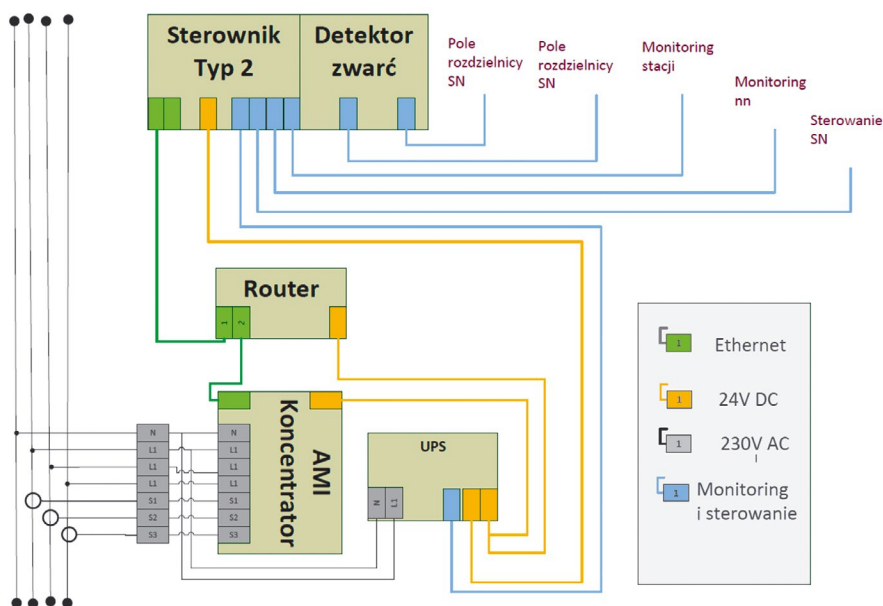 Sterownik
Typ 2
Detektor
zwarć
Pole
rozdzielnicy
SN
Pole
rozdzielnicy
SN
Monitoring
stacji
Monitoring
nn
Sterowanie
SN
Router
1
2
Koncentrator
AMI
N
L1
L1
L1
S1
S2
S3
N
L1
L1
L1
S1
S2
S3
UPS
N
L1
1
Ethernet
1
24V DC
1
230V AC
1
Monitoring
i sterowanie